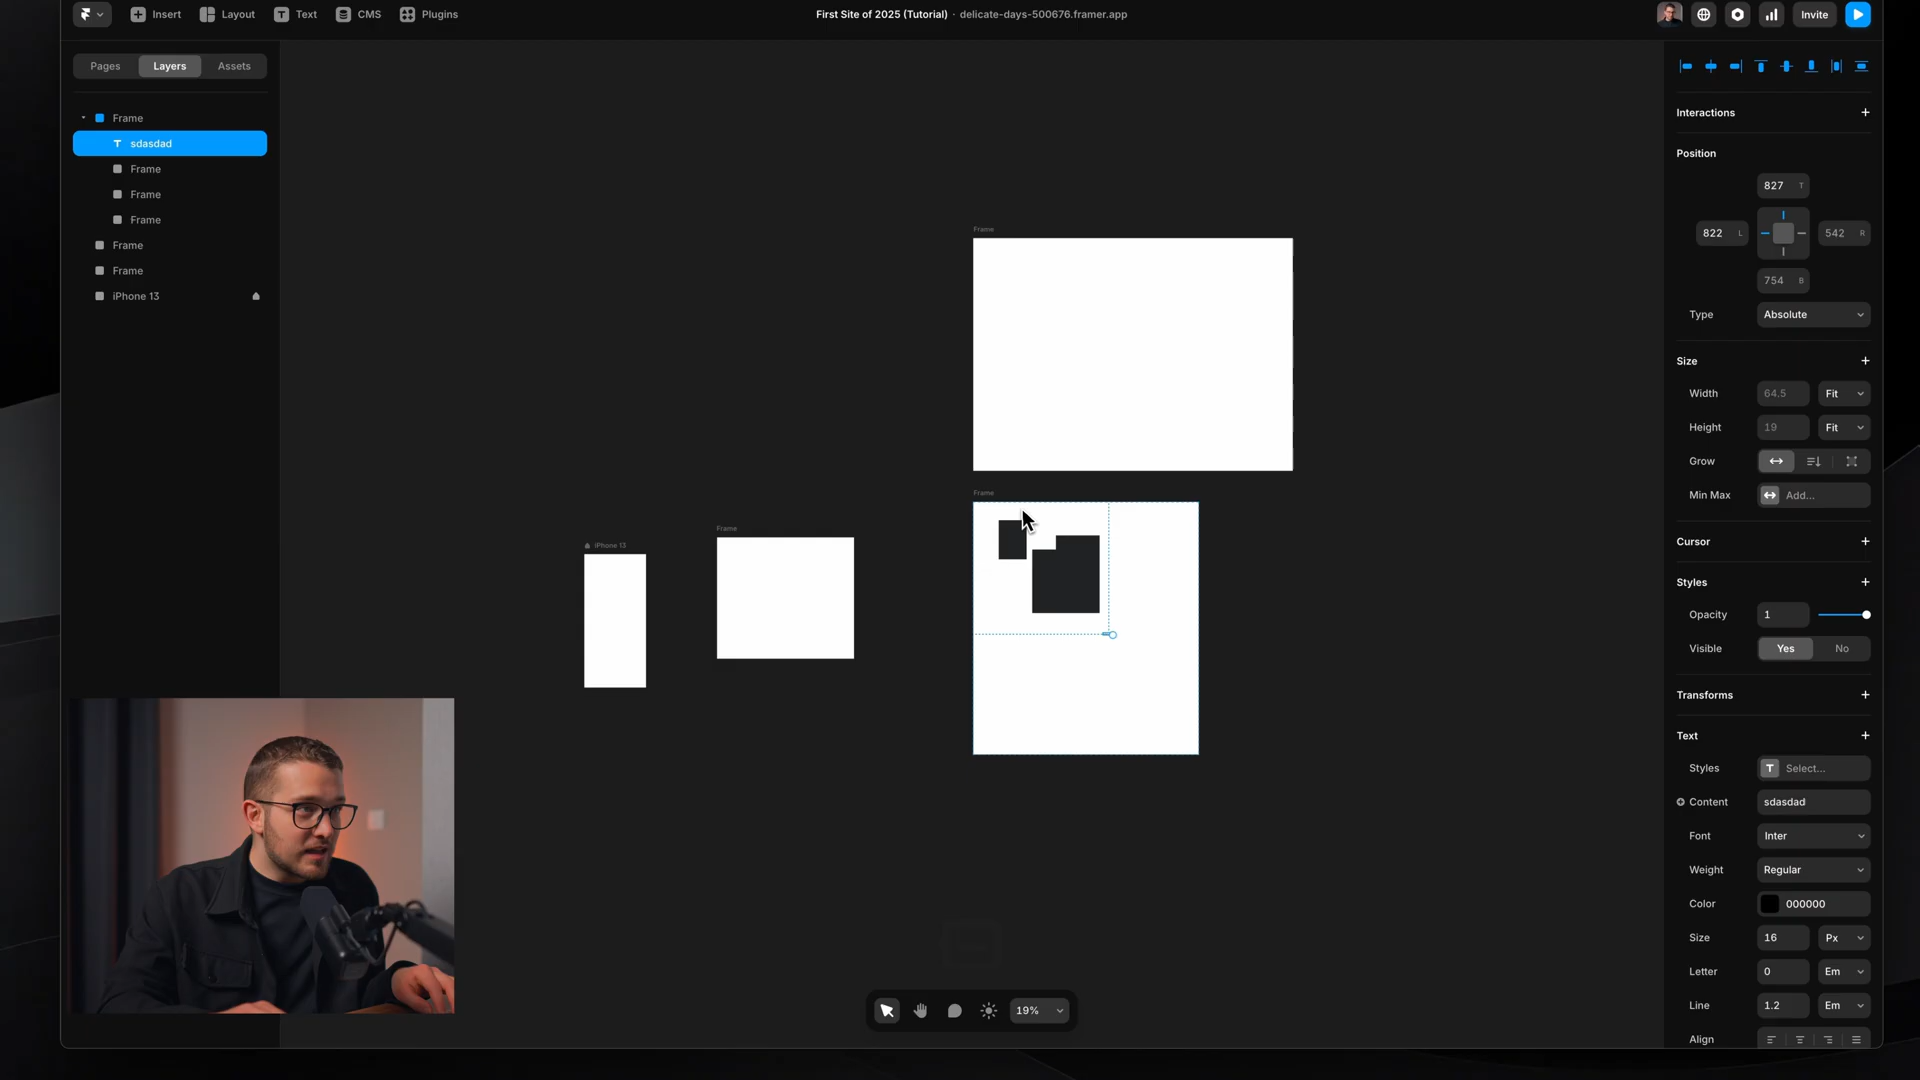 Insert
Layout
Text
CMS
Plugins
First Site of 2025 (Tutorial) · delicate-days-500676.framer.app
Invite
Pages
Layers
Assets
Frame
sdasdad
Frame
Frame
Frame
Frame
Frame
iPhone 13
Frame
Frame
Frame
iPhone 13
19%
Interactions
Position
827 T
822 L
542 R
754 B
Type Absolute
Size
Width 64.5 Fit
Height 19 Fit
Grow
Min Max Add...
Cursor
Styles
Opacity 1
Visible Yes No
Transforms
Text
Styles T Select...
Content sdasdad
Font Inter
Weight Regular
Color 000000
Size 16 Px
Letter 0 Em
Line 1.2 Em
Align